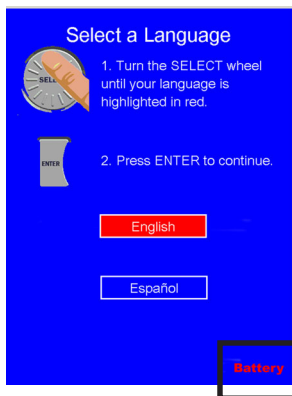 Select a Language
1. Turn the SELECT wheel
until your language is
highlighted in red.
ENTER
2. Press ENTER to continue.
English
Español
Battery